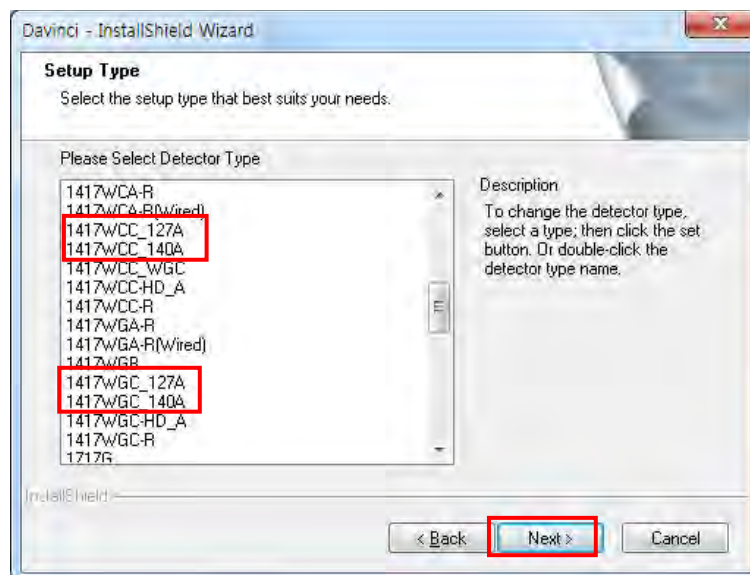 Davinci - InstallShield Wizard
Setup Type
Select the setup type that best suits your needs.
Please Select Detector Type
1417WCA-R
1417WCA-R(Wired)
1417WCC_127A
1417WCC_140A
1417WCC_WGC
1417WCC-HD_A
1417WCC-R
1417WGA-R
1417WGA-R(Wired)
1417WGB
1417WGC_127A
1417WGC_140A
1417WGC-HD_A
1417WGC-R
1717G
Description
To change the detector type,
select a type; then click the set
button. Or double-click the
detector type name.
InstallShield
< Back
Next >
Cancel